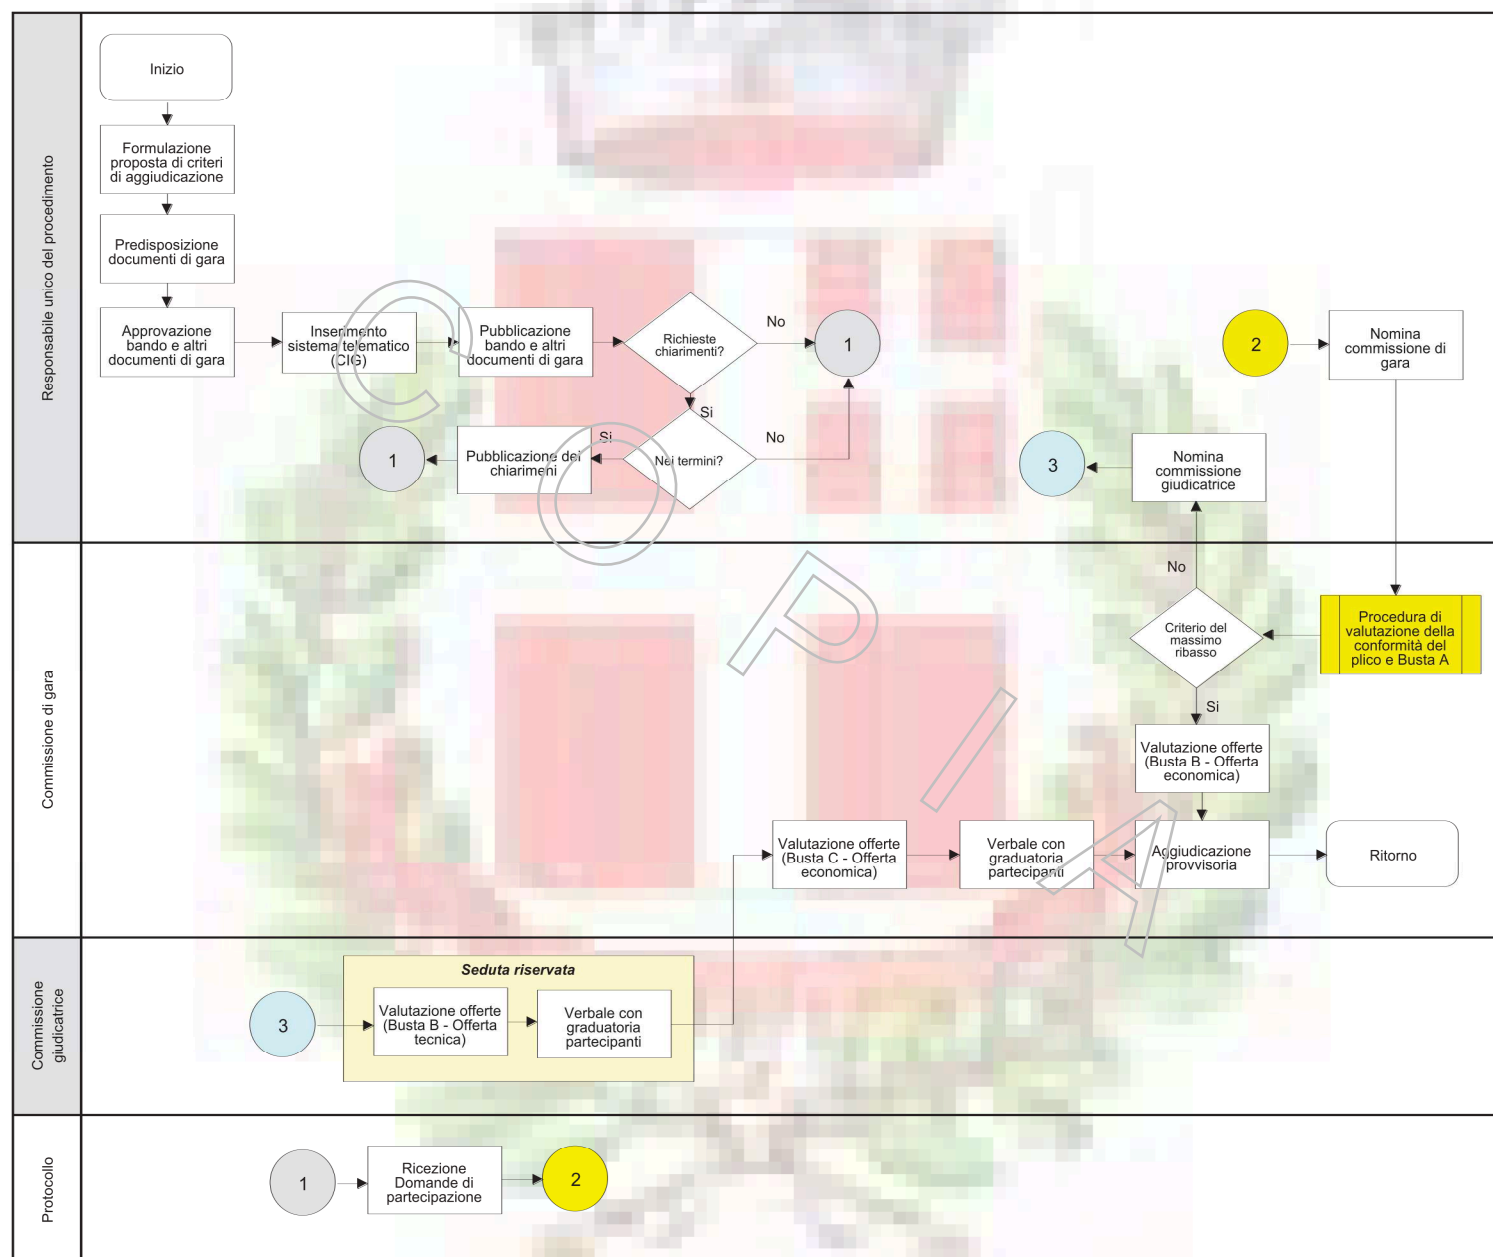 Responsabile unico del procedimento
Inizio
Formulazione
proposta di criteri
di aggiudicazione
Predisposizione
documenti di gara
Approvazione
bando e altri
documenti di gara
Inserimento
sistema telematico
(CIG)
Pubblicazione
bando e altri
documenti di gara
Richieste
chiarimenti?
No
1
Si
Nei termini?
No
Si
Pubblicazione dei
chiarimeni
1
2
Nomina
commissione di
gara
Nomina
commissione
giudicatrice
3
Commissione di gara
No
Criterio del
massimo
ribasso
Procedura di
valutazione della
conformità del
plico e Busta A
Si
Valutazione offerte
(Busta B - Offerta
economica)
Valutazione offerte
(Busta C - Offerta
economica)
Verbale con
graduatoria
partecipanti
Aggiudicazione
provvisoria
Ritorno
Commissione
giudicatrice
3
Seduta riservata
Valutazione offerte
(Busta B - Offerta
tecnica)
Verbale con
graduatoria
partecipanti
Protocollo
1
Ricezione
Domande di
partecipazione
2
COPIA